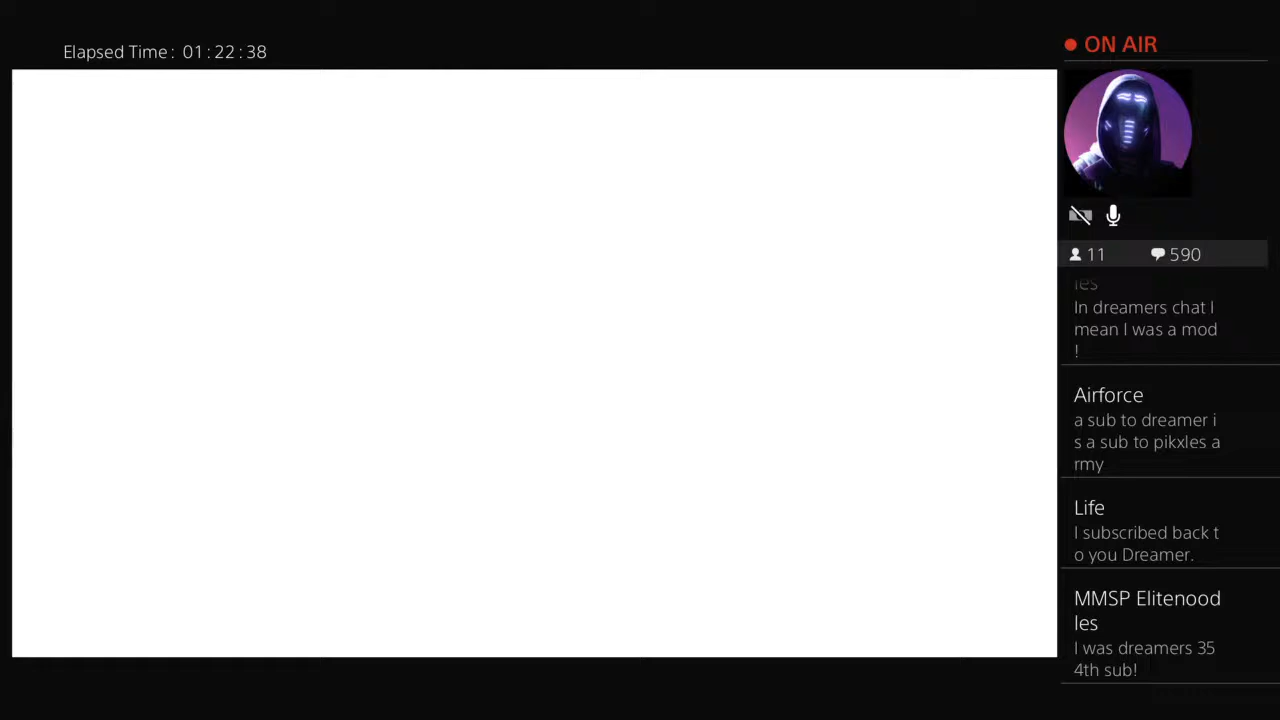 Elapsed Time: 01:22:38
ON AIR
11 590
les
In dreamers chat I
mean I was a mod
!
Airforce
a sub to dreamer i
s a sub to pikxles a
rmy
Life
I subscribed back t
o you Dreamer.
MMSP Elitenood
les
I was dreamers 35
4th sub!